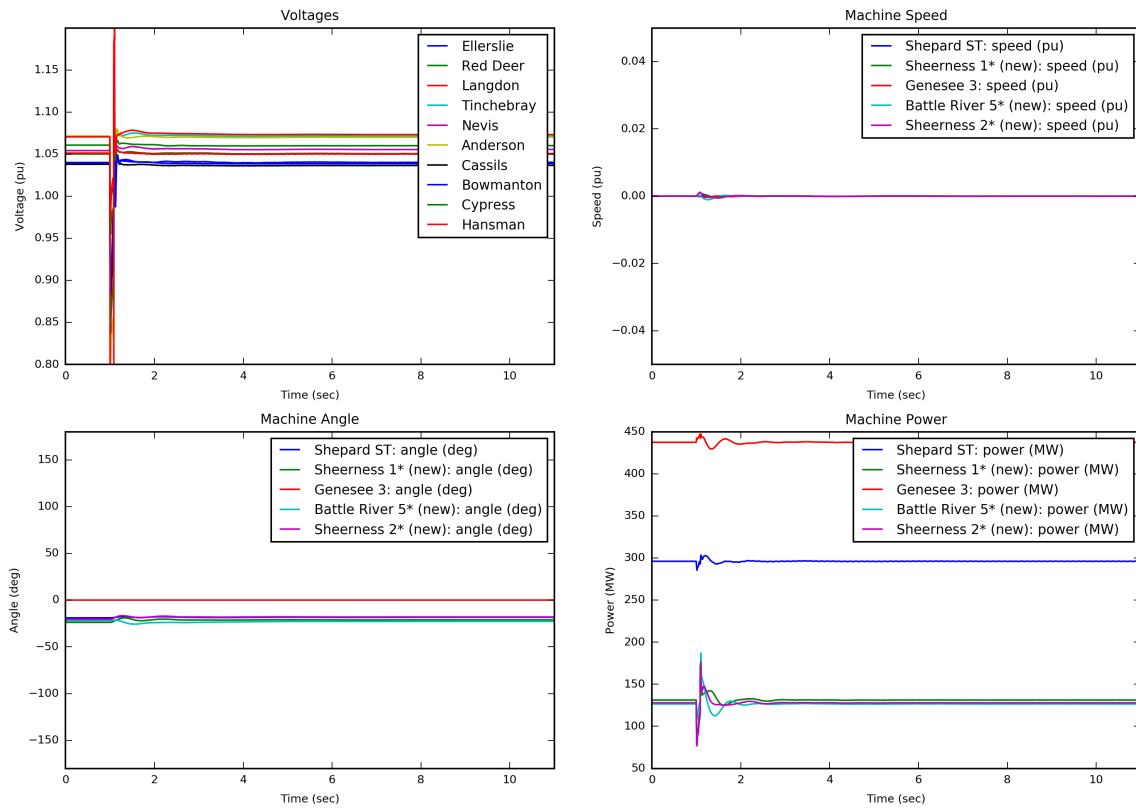 Voltages
Voltage (pu)
1.15
1.10
1.05
1.00
0.95
0.90
0.85
0.80
0 2 4 6 8 10
Time (sec)
Ellerslie
Red Deer
Langdon
Tinchebray
Nevis
Anderson
Cassils
Bowmanton
Cypress
Hansman
Machine Speed
Speed (pu)
0.04
0.02
0.00
−0.02
−0.04
0 2 4 6 8 10
Time (sec)
Shepard ST: speed (pu)
Sheerness 1* (new): speed (pu)
Genesee 3: speed (pu)
Battle River 5* (new): speed (pu)
Sheerness 2* (new): speed (pu)
Machine Angle
Angle (deg)
150
100
50
0
−50
−100
−150
0 2 4 6 8 10
Time (sec)
Shepard ST: angle (deg)
Sheerness 1* (new): angle (deg)
Genesee 3: angle (deg)
Battle River 5* (new): angle (deg)
Sheerness 2* (new): angle (deg)
Machine Power
Power (MW)
450
400
350
300
250
200
150
100
50
0 2 4 6 8 10
Time (sec)
Shepard ST: power (MW)
Sheerness 1* (new): power (MW)
Genesee 3: power (MW)
Battle River 5* (new): power (MW)
Sheerness 2* (new): power (MW)